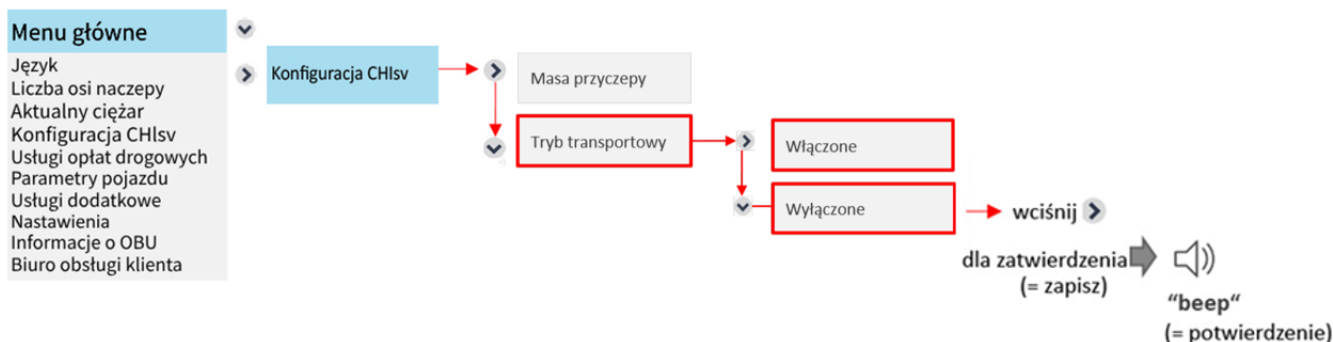 Menu główne
Język
Liczba osi naczepy
Aktualny ciężar
Konfiguracja CHlsv
Usługi opłat drogowych
Parametry pojazdu
Usługi dodatkowe
Nastawienia
Informacje o OBU
Biuro obsługi klienta
Konfiguracja CHlsv
Masa przyczepy
Tryb transportowy
Włączone
Wyłączone
wciśnij
dla zatwierdzenia
(= zapisz)
“beep“
(= potwierdzenie)